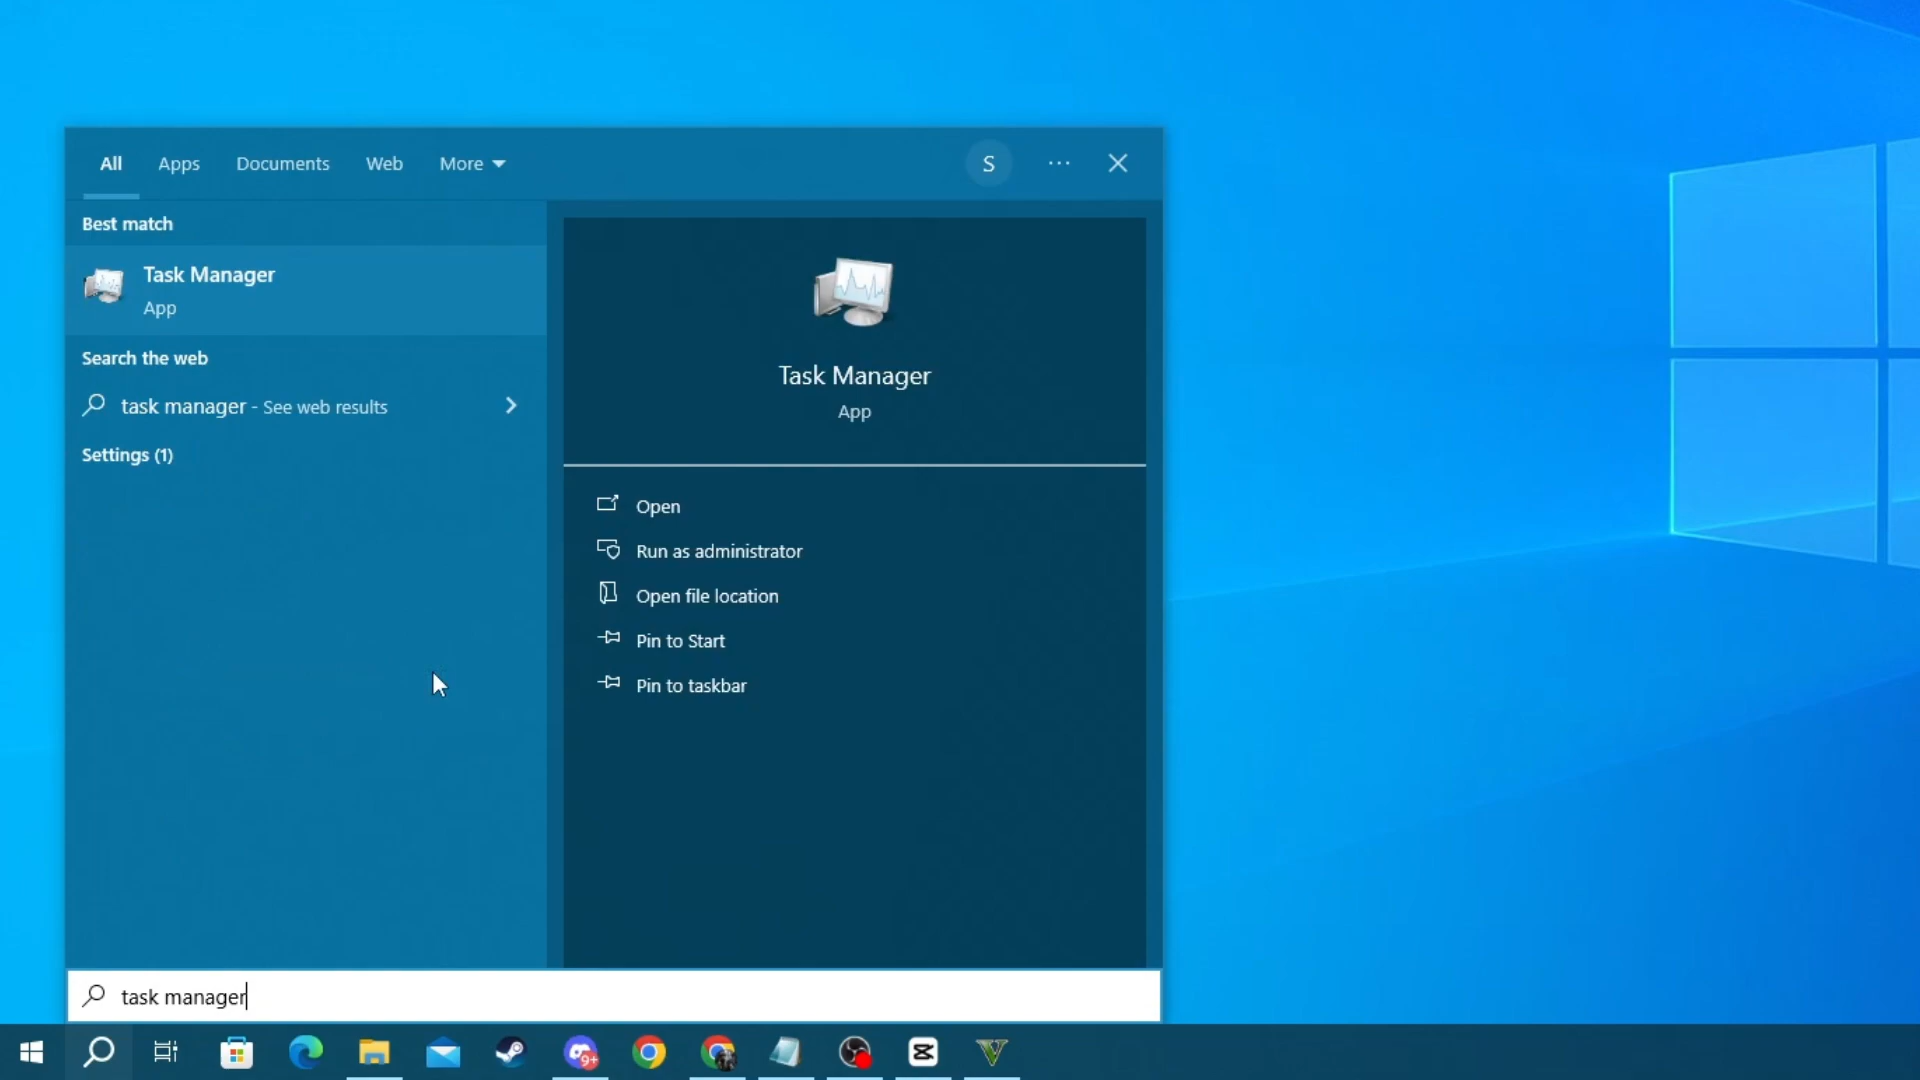 All Apps Documents Web More S ...
Best match
Task Manager
App
Search the web
task manager - See web results
Settings (1)
Task Manager
App
Open
Run as administrator
Open file location
Pin to Start
Pin to taskbar
task manager
9+